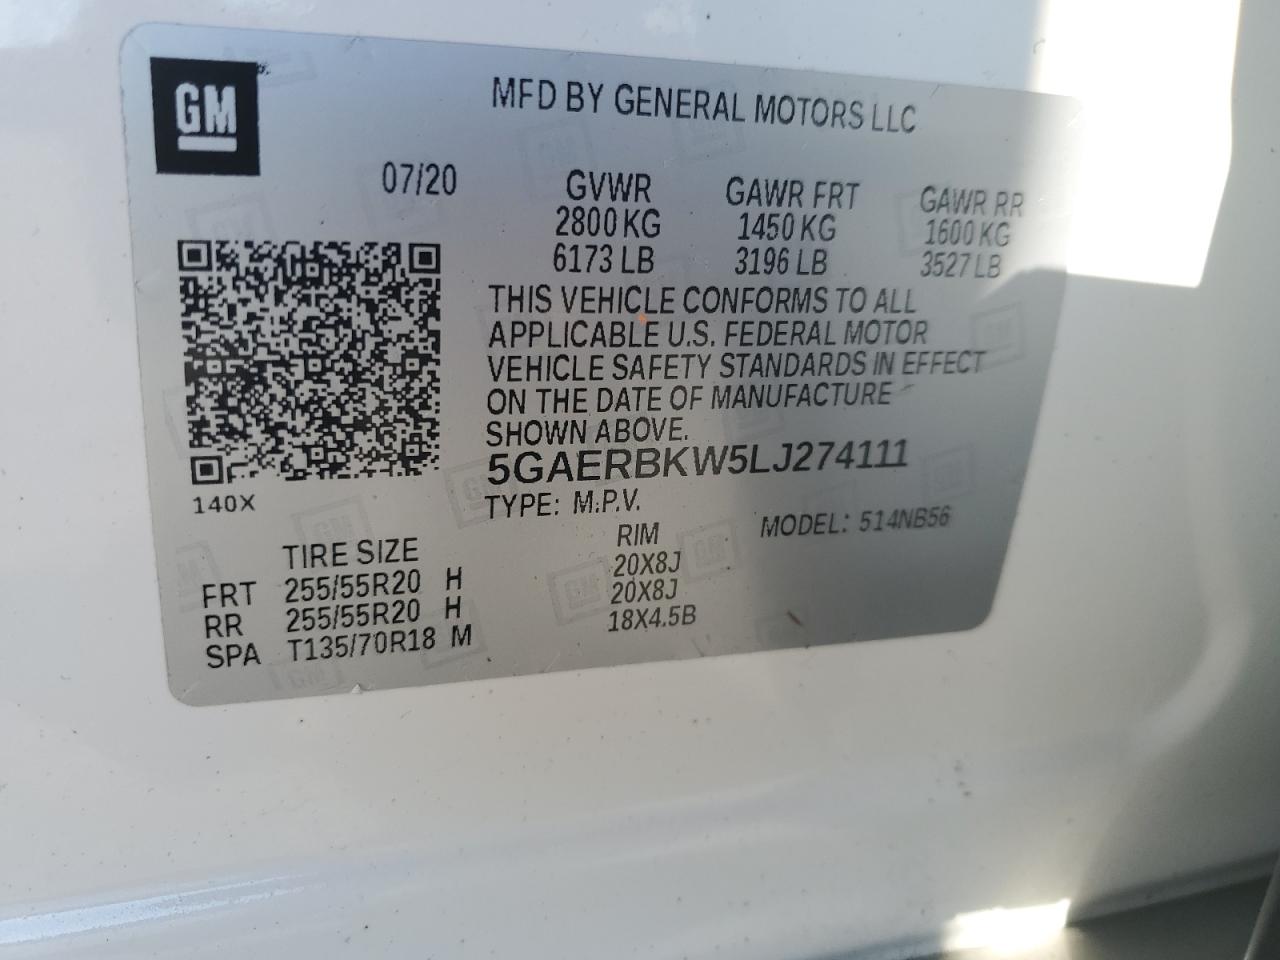 GM
MFD BY GENERAL MOTORS LLC
07/20
GVWR GAWR FRT GAWR RR
2800 KG 1450 KG 1600 KG
6173 LB 3196 LB 3527 LB
THIS VEHICLE CONFORMS TO ALL
APPLICABLE U.S. FEDERAL MOTOR
VEHICLE SAFETY STANDARDS IN EFFECT
ON THE DATE OF MANUFACTURE
SHOWN ABOVE.
5GAERBKW5LJ274111
140X
TYPE: M.P.V. MODEL: 514NB56
TIRE SIZE RIM
FRT 255/55R20 H 20X8J
RR 255/55R20 H 20X8J
SPA T135/70R18 M 18X4.5B